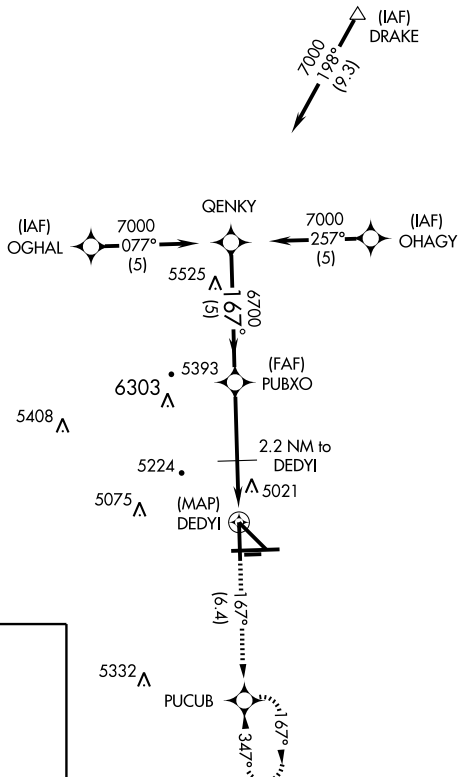 (IAF)
DRAKE
7000
198°
(9.3)
QENKY
(IAF)
OGHAL
7000
077°
(5)
7000
257°
(5)
(IAF)
OHAGY
5525
6700
167°
(5)
5393
(FAF)
PUBXO
6303
5408
2.2 NM to
DEDYI
5224
5021
5075
(MAP)
DEDYI
167°
(6.4)
5332
PUCUB
167°
347°